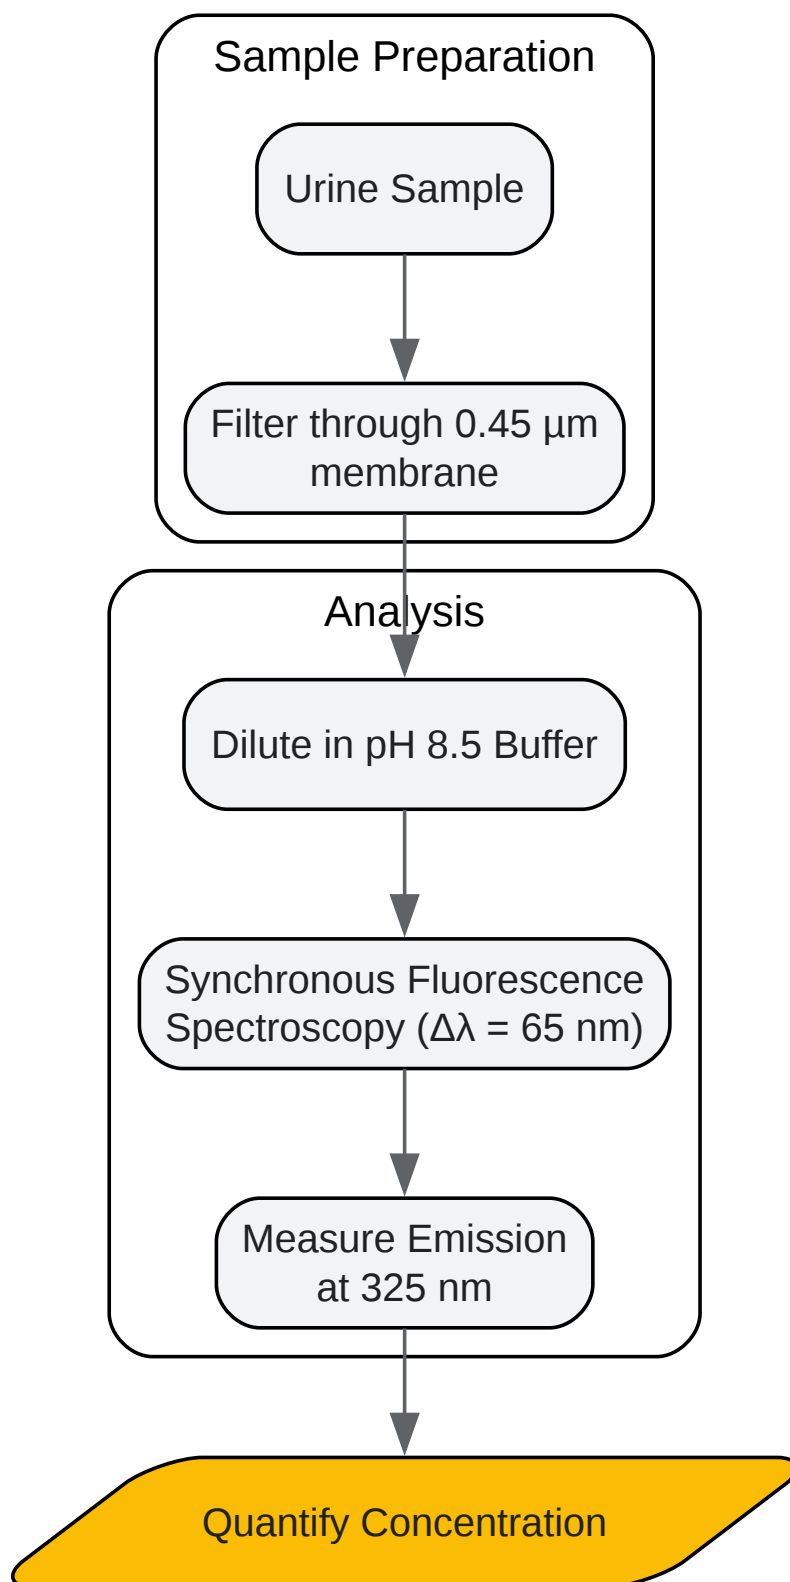 Sample Preparation
Urine Sample
Filter through 0.45 µm
membrane
Analysis
Dilute in pH 8.5 Buffer
Synchronous Fluorescence
Spectroscopy (Δλ = 65 nm)
Measure Emission
at 325 nm
Quantify Concentration